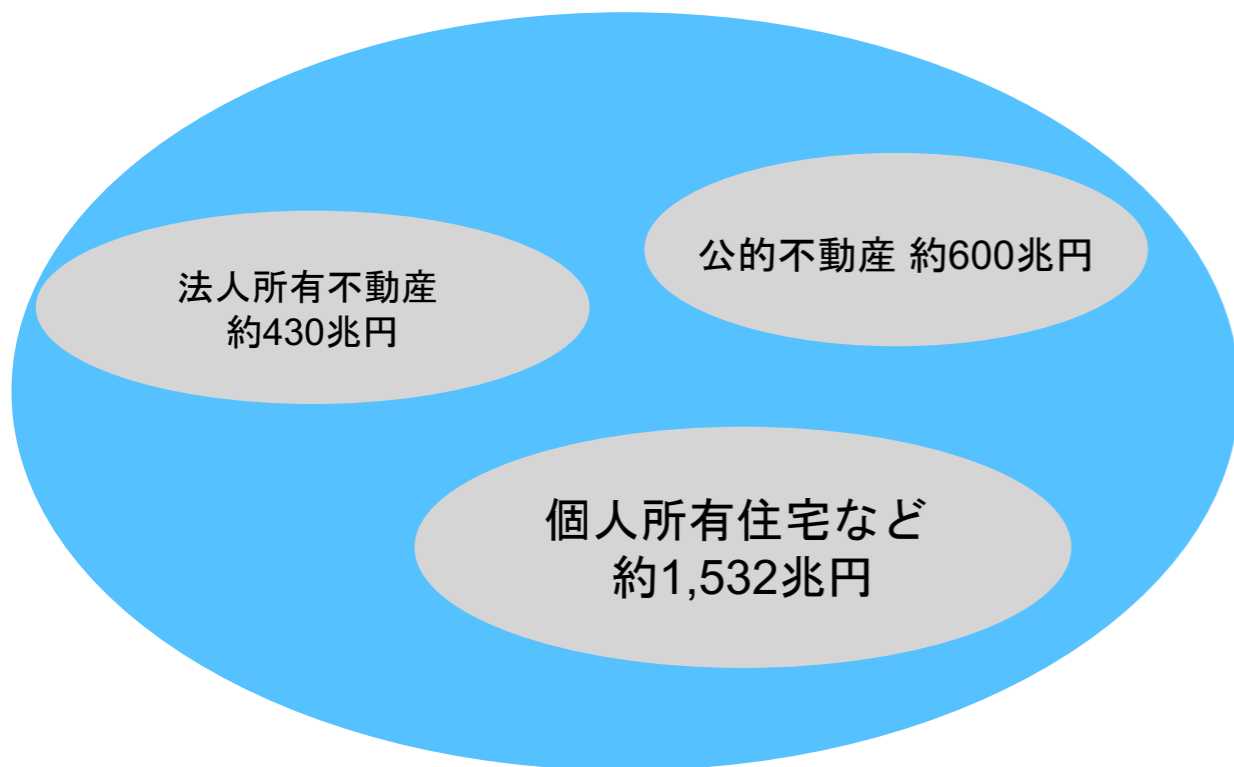 法人所有不動産
約430兆円
公的不動産 約600兆円
個人所有住宅など
約1,532兆円